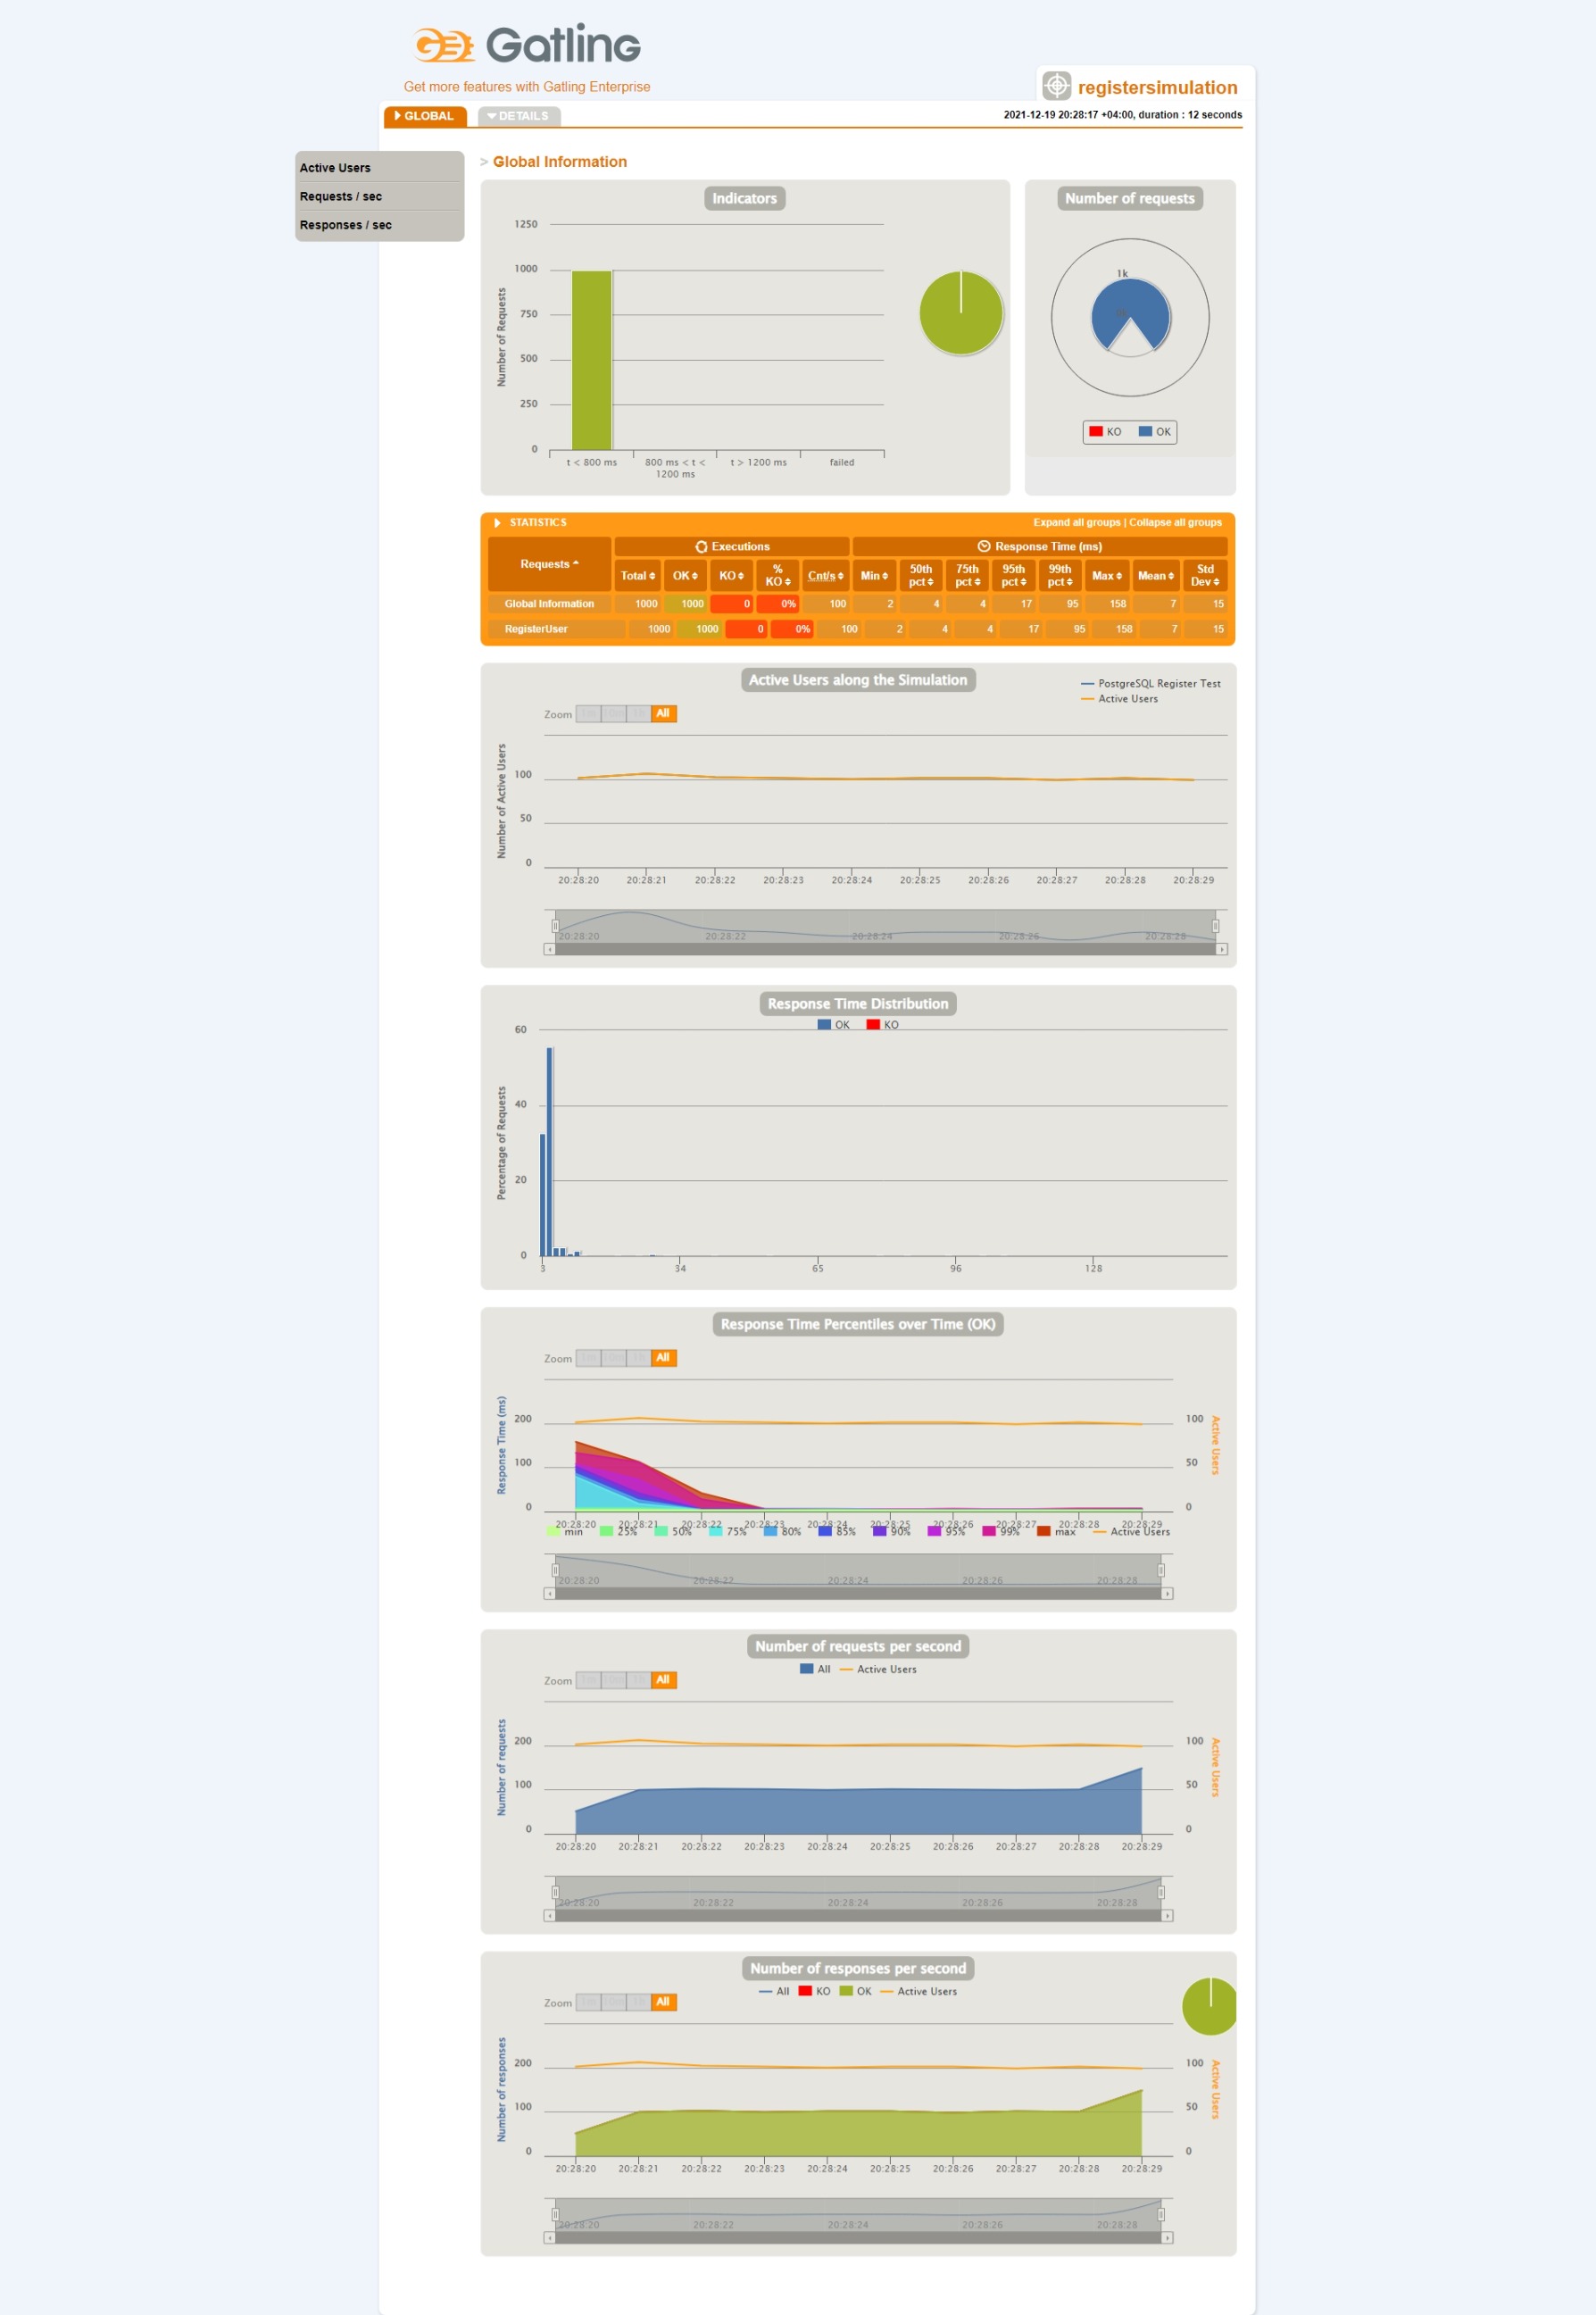 Gatling
Get more features with Gatling Enterprise
registersimulation
GLOBAL DETAILS
2021-12-19 20:28:17 +04:00, duration : 12 seconds
Active Users
Requests / sec
Responses / sec
> Global Information
Indicators
Number of Requests
1250
1000
750
500
250
0
t < 800 ms
800 ms < t <
1200 ms
t > 1200 ms
failed
Number of requests
1k
KO OK
STATISTICS
Expand all groups | Collapse all groups
Requests
Executions
Response Time (ms)
Total OK KO % KO Cnt/s Min 50th pct 75th pct 95th pct 99th pct Max Mean Std Dev
Global Information 1000 1000 0 0% 100 2 4 4 17 95 158 7 15
RegisterUser 1000 1000 0 0% 100 2 4 4 17 95 158 7 15
Active Users along the Simulation
PostgreSQL Register Test
Active Users
Zoom All
Number of Active Users
100
50
0
20:28:20 20:28:21 20:28:22 20:28:23 20:28:24 20:28:25 20:28:26 20:28:27 20:28:28 20:28:29
20:28:20 20:28:22 20:28:24 20:28:26 20:28:28
Response Time Distribution
OK KO
Percentage of Requests
60
40
20
0
3 34 65 96 128
Response Time Percentiles over Time (OK)
Zoom All
Response Time (ms)
200
100
0
100
50
0
Active Users
20:28:20 20:28:21 20:28:22 20:28:23 20:28:24 20:28:25 20:28:26 20:28:27 20:28:28 20:28:29
min 25% 50% 75% 80% 85% 90% 95% 99% max Active Users
20:28:20 20:28:22 20:28:24 20:28:26 20:28:28
Number of requests per second
All Active Users
Zoom All
Number of requests
200
100
0
100
50
0
Active Users
20:28:20 20:28:21 20:28:22 20:28:23 20:28:24 20:28:25 20:28:26 20:28:27 20:28:28 20:28:29
20:28:20 20:28:22 20:28:24 20:28:26 20:28:28
Number of responses per second
All KO OK Active Users
Zoom All
Number of responses
200
100
0
100
50
0
Active Users
20:28:20 20:28:21 20:28:22 20:28:23 20:28:24 20:28:25 20:28:26 20:28:27 20:28:28 20:28:29
20:28:20 20:28:22 20:28:24 20:28:26 20:28:28